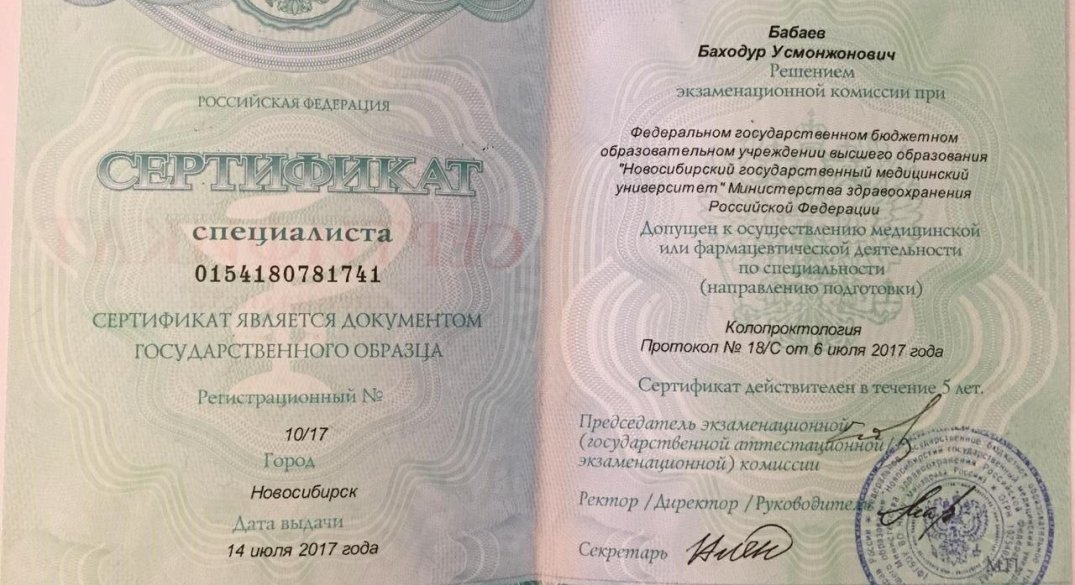 РОССИЙСКАЯ ФЕДЕРАЦИЯ
СЕРТИФИКАТ
специалиста
0154180781741
СЕРТИФИКАТ ЯВЛЯЕТСЯ ДОКУМЕНТОМ
ГОСУДАРСТВЕННОГО ОБРАЗЦА
Регистрационный №
10/17
Город
Новосибирск
Дата выдачи
14 июля 2017 года
Бабаев
Баходур Усмонжонович
Решением
экзаменационной комиссии при
Федеральном государственном бюджетном
образовательном учреждении высшего образования
"Новосибирский государственный медицинский
университет" Министерства здравоохранения
Российской Федерации
Допущен к осуществлению медицинской
или фармацевтической деятельности
по специальности
(направлению подготовки)
Колопроктология
Протокол № 18/С от 6 июля 2017 года
Сертификат действителен в течение 5 лет.
Председатель экзаменационной
(государственной аттестационной/
экзаменационной) комиссии
Ректор /Директор /Руководитель
Секретарь
М.П.